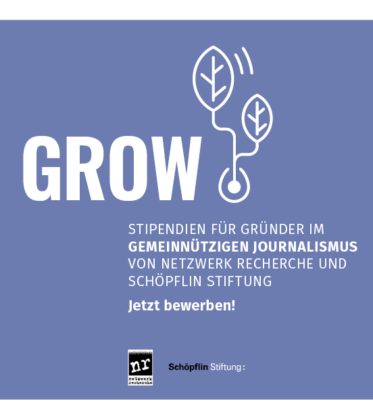 GROW
STIPENDIEN FÜR GRÜNDER IM
GEMEINNÜTZIGEN JOURNALISMUS
VON NETZWERK RECHERCHE UND
SCHÖPFLIN STIFTUNG
Jetzt bewerben!
nr
netzwerk
recherche
Schöpflin Stiftung: